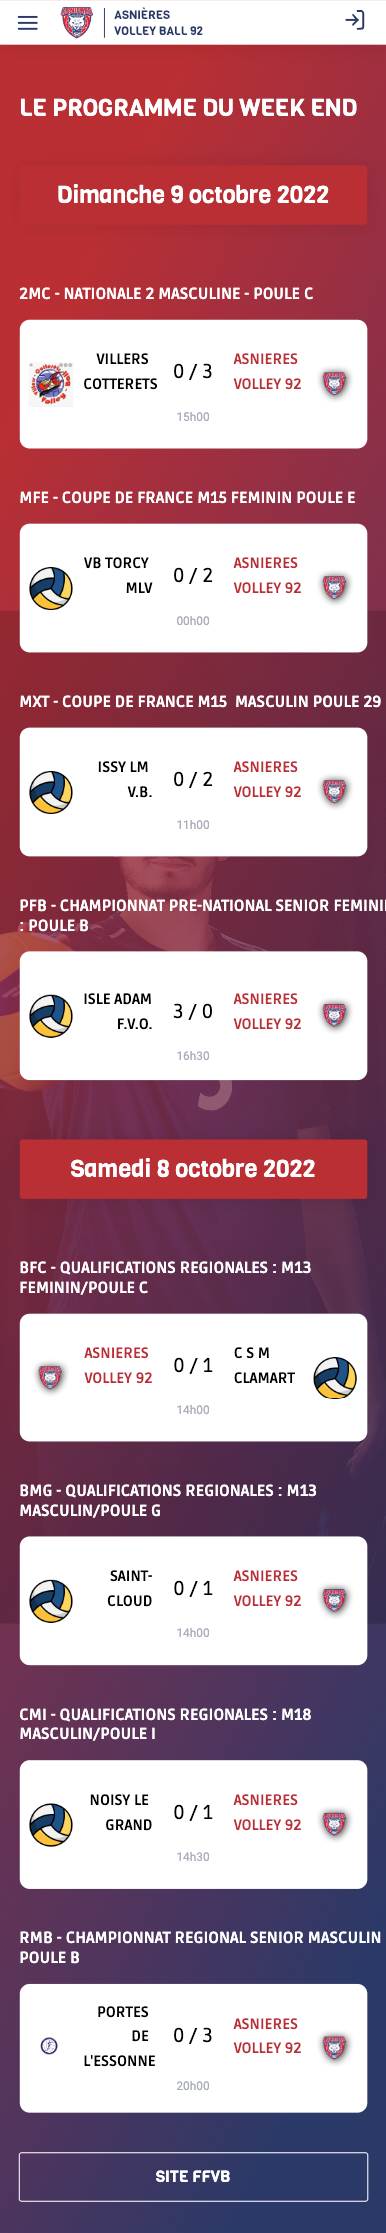 ASNIÈRES
VOLLEY BALL 92
LE PROGRAMME DU WEEK END
Dimanche 9 octobre 2022
2MC - NATIONALE 2 MASCULINE - POULE C
VILLERS
COTTERETS
0 / 3
ASNIERES
VOLLEY 92
15h00
MFE - COUPE DE FRANCE M15 FEMININ POULE E
VB TORCY
MLV
0 / 2
ASNIERES
VOLLEY 92
00h00
MXT - COUPE DE FRANCE M15 MASCULIN POULE 29
ISSY LM
V.B.
0 / 2
ASNIERES
VOLLEY 92
11h00
PFB - CHAMPIONNAT PRE-NATIONAL SENIOR FEMINI
: POULE B
ISLE ADAM
F.V.O.
3 / 0
ASNIERES
VOLLEY 92
16h30
Samedi 8 octobre 2022
BFC - QUALIFICATIONS REGIONALES : M13
FEMININ/POULE C
ASNIERES
VOLLEY 92
0 / 1
C S M
CLAMART
14h00
BMG - QUALIFICATIONS REGIONALES : M13
MASCULIN/POULE G
SAINT-
CLOUD
0 / 1
ASNIERES
VOLLEY 92
14h00
CMI - QUALIFICATIONS REGIONALES : M18
MASCULIN/POULE I
NOISY LE
GRAND
0 / 1
ASNIERES
VOLLEY 92
14h30
RMB - CHAMPIONNAT REGIONAL SENIOR MASCULIN
POULE B
PORTES
DE
L'ESSONNE
0 / 3
ASNIERES
VOLLEY 92
20h00
SITE FFVB